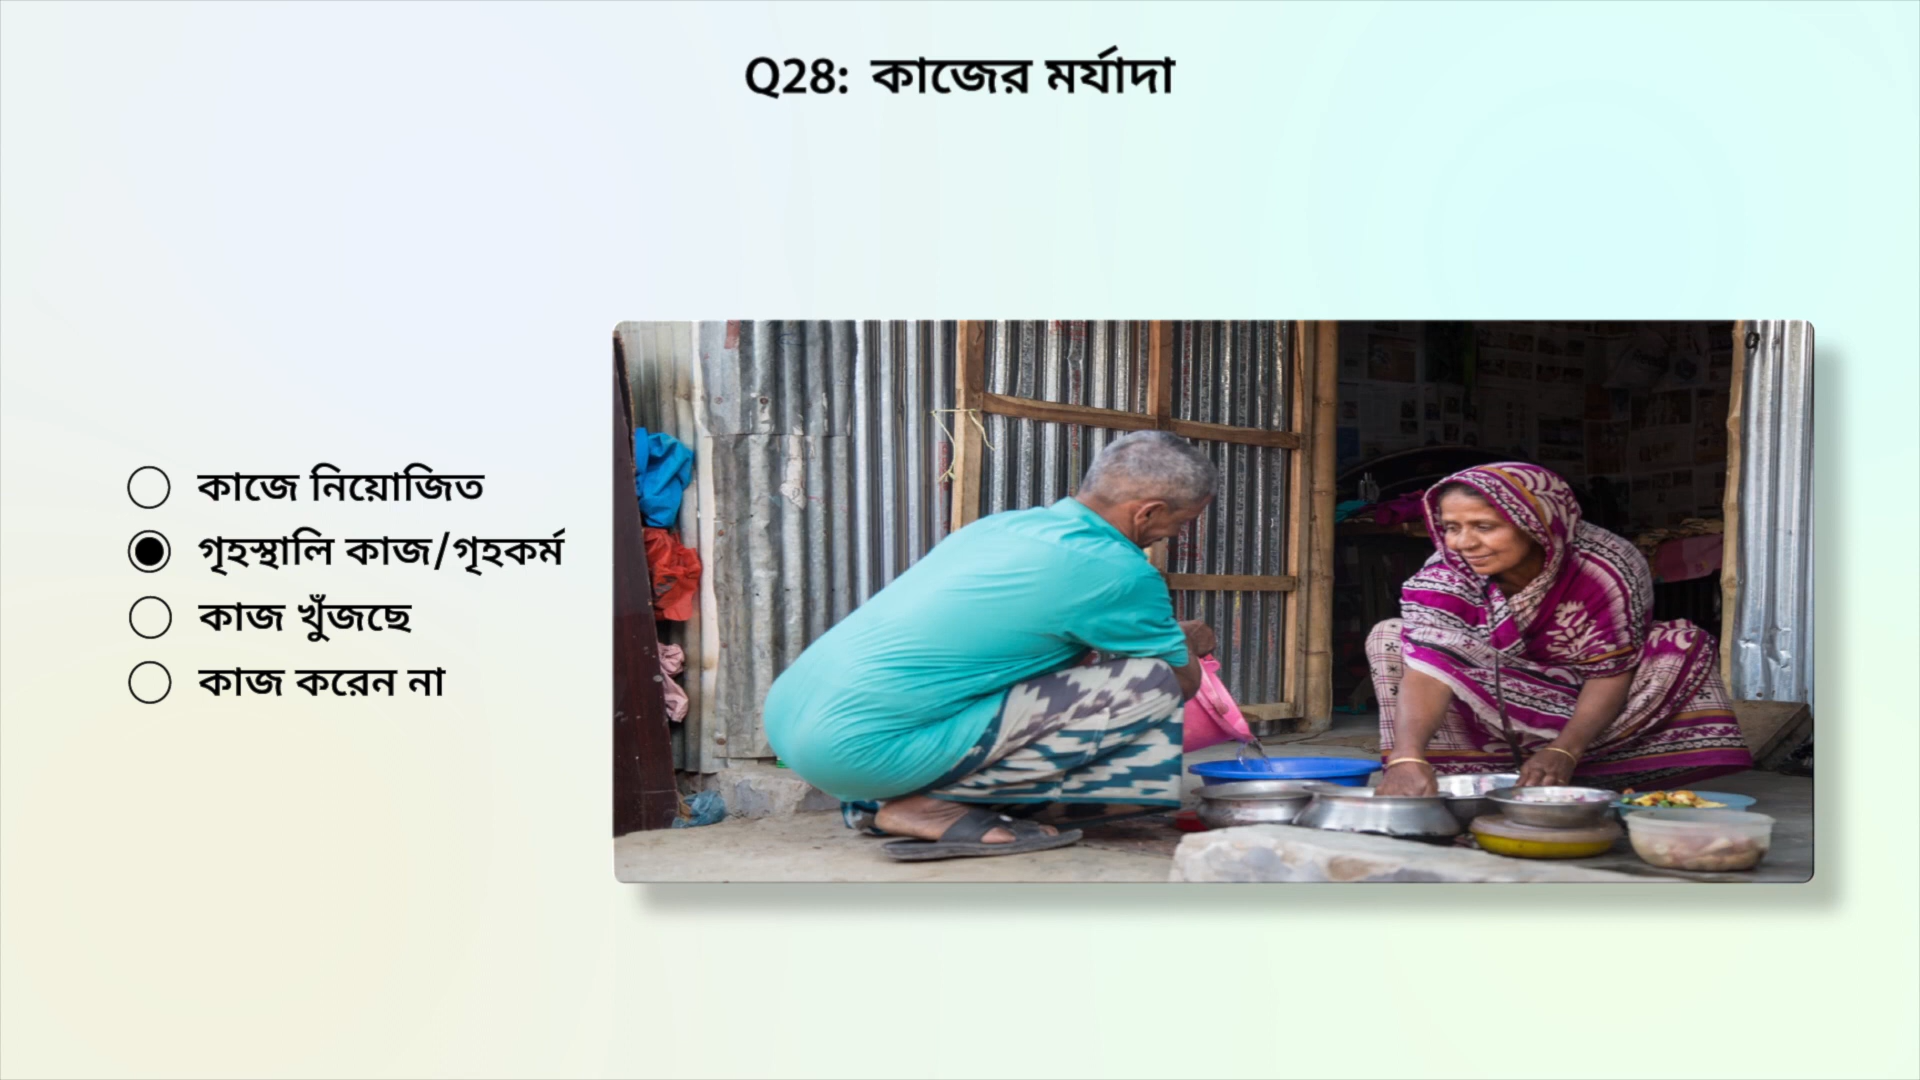 Q28: কাজের মর্যাদা
কাজে নিয়োজিত
গৃহস্থালি কাজ/গৃহকর্ম
কাজ খুঁজছে
কাজ করেন না